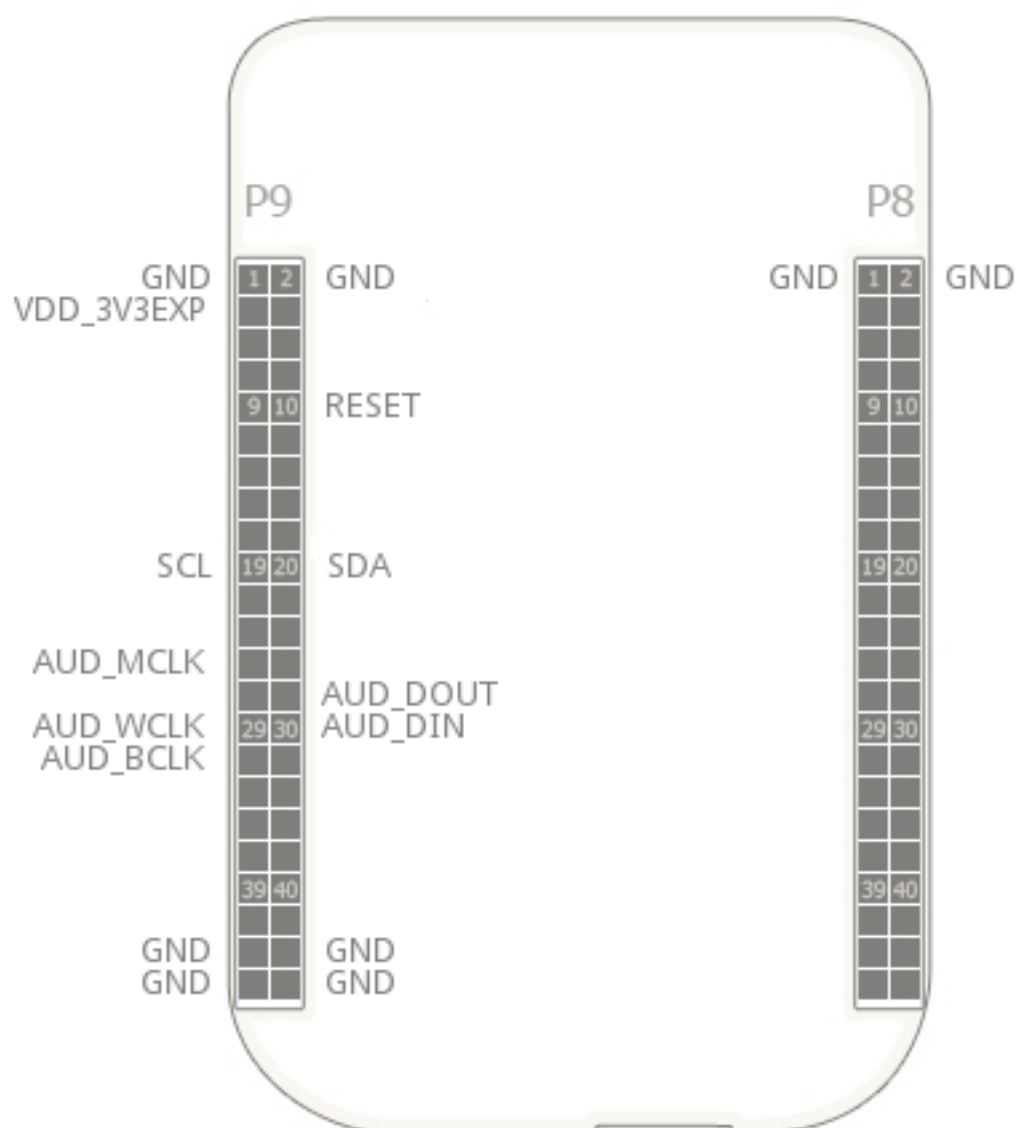 P9 P8
GND 1 2 GND GND 1 2 GND
VDD_3V3EXP
9 10 RESET 9 10
SCL 19 20 SDA 19 20
AUD_MCLK
AUD_DOUT
AUD_WCLK 29 30 AUD_DIN 29 30
AUD_BCLK
39 40 39 40
GND GND
GND GND